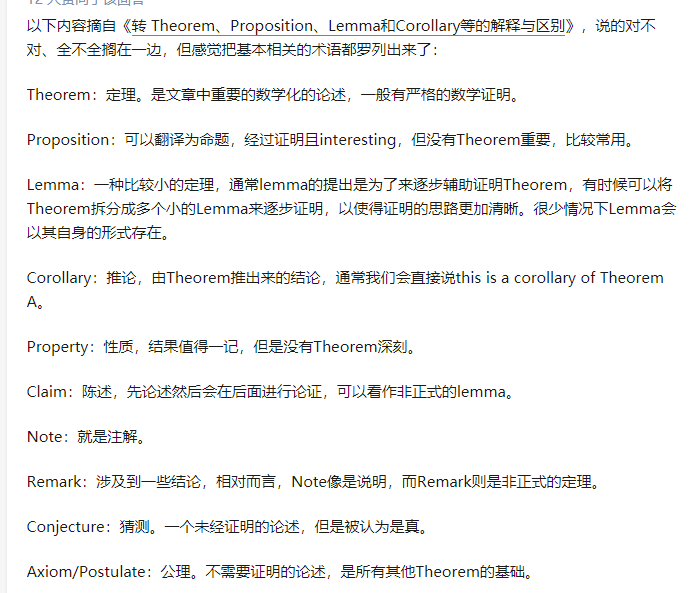 12 人赞同了该回答
以下内容摘自《转 Theorem、Proposition、Lemma和Corollary等的解释与区别》，说的对不
对、全不全搁在一边，但感觉把基本相关的术语都罗列出来了：
Theorem：定理。是文章中重要的数学化的论述，一般有严格的数学证明。
Proposition：可以翻译为命题，经过证明且interesting，但没有Theorem重要，比较常用。
Lemma：一种比较小的定理，通常lemma的提出是为了来逐步辅助证明Theorem，有时候可以将
Theorem拆分成多个小的Lemma来逐步证明，以使得证明的思路更加清晰。很少情况下Lemma会
以其自身的形式存在。
Corollary：推论，由Theorem推出来的结论，通常我们会直接说this is a corollary of Theorem
A。
Property：性质，结果值得一记，但是没有Theorem深刻。
Claim：陈述，先论述然后会在后面进行论证，可以看作非正式的lemma。
Note：就是注解。
Remark：涉及到一些结论，相对而言，Note像是说明，而Remark则是非正式的定理。
Conjecture：猜测。一个未经证明的论述，但是被认为是真。
Axiom/Postulate：公理。不需要证明的论述，是所有其他Theorem的基础。